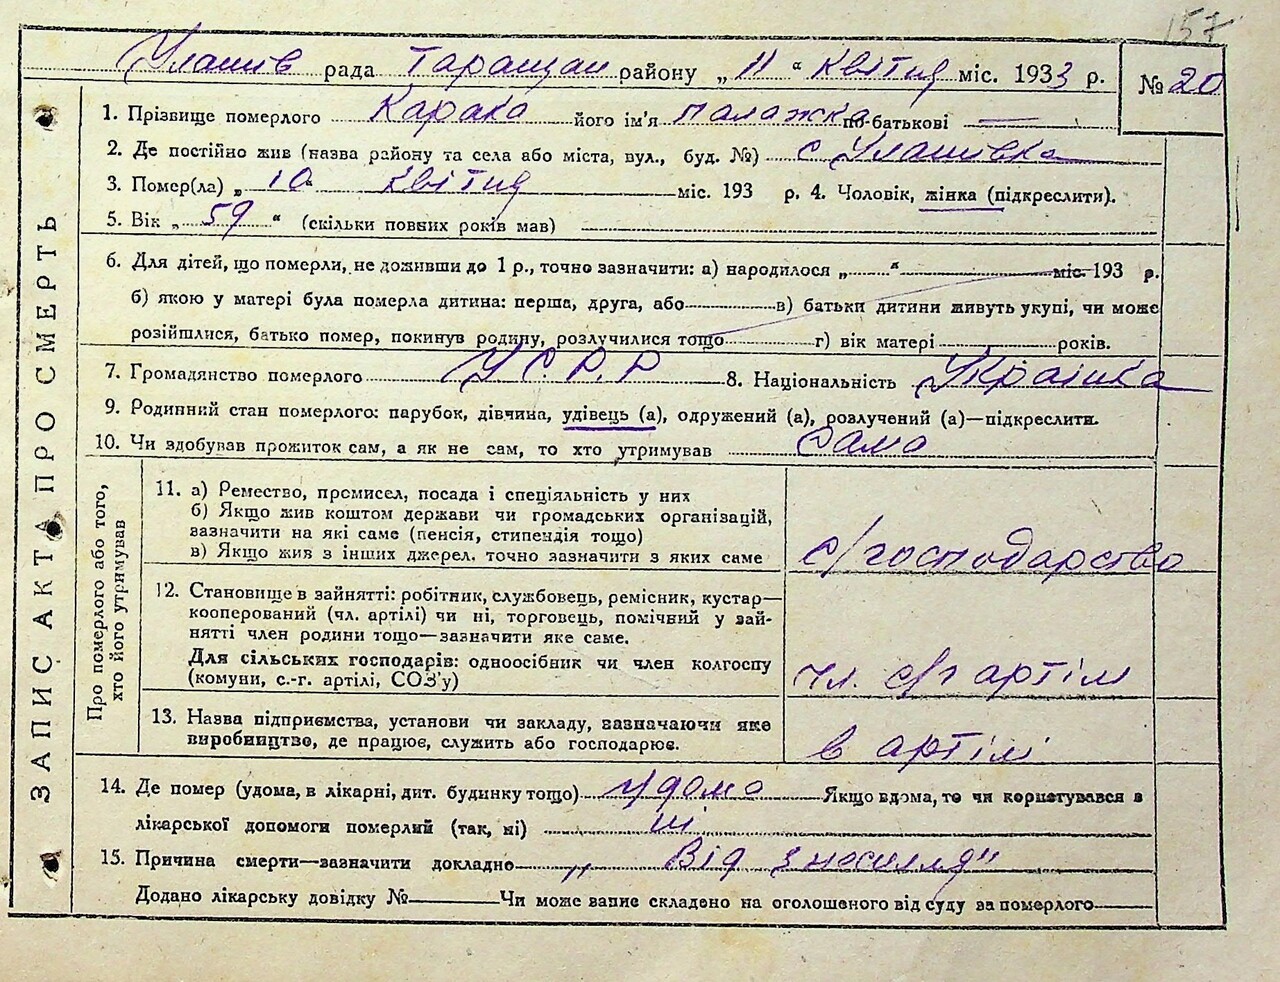 157
Улашів рада Таращан району „ 11 “ Квітня міс. 1933 р. № 20
ЗАПИС АКТА ПРО СМЕРТЬ
1. Прізвище померлого Карака його ім'я Палажка по-батькові —
2. Де постійно жив (назва району та села або міста, вул., буд. №) с Улашівка
3. Помер(ла) „ 10 “ Квітня міс. 193 р. 4. Чоловік, жінка (підкреслити).
5. Вік „ 59 “ (скільки повних років мав)
6. Для дітей, що померли, не доживши до 1 р., точно зазначити: а) народилося „ “ міс. 193 р.
б) якою у матері була померла дитина: перша, друга, або в) батьки дитини живуть укупі, чи може
розійшлися, батько помер, покинув родину, розлучилися тощо г) вік матері років.
7. Громадянство померлого У.С.Р.Р 8. Національність Українка
9. Родинний стан померлого: парубок, дівчина, удівець (а), одружений (а), розлучений (а)—підкреслити.
10. Чи здобував прожиток сам, а як не сам, то хто утримував Сама
Про померлого або того,
хто його утримував
11. а) Ремество, промисел, посада і спеціяльність у них
б) Якщо жив коштом держави чи громадських організацій,
зазначити на які саме (пенсія, стипендія тощо)
в) Якщо жив з інших джерел. точно зазначити з яких саме
с/господарство
12. Становище в зайнятті: робітник, службовець, ремісник, кустар—
кооперований (чл. артілі) чи ні, торговець, помічний у зай-
нятті член родини тощо—зазначити яке саме.
Для сільських господарів: одноосібник чи член колгоспу
(комуни, с.-г. артілі, СОЗ'у)
чл. с/г артілі
13. Назва підприємства, установи чи закладу, зазначаючи яке
виробництво, де працює, служить або господарює.
в артілі
14. Де помер (удома, в лікарні, дит. будинку тощо) удома Якщо вдома, то чи користувався в
лікарської допомоги померлий (так, ні) ні
15. Причина смерти—зазначити докладно „ Від знесилля"
Додано лікарську довідку № Чи може запис складено на оголошеного від суду за померлого